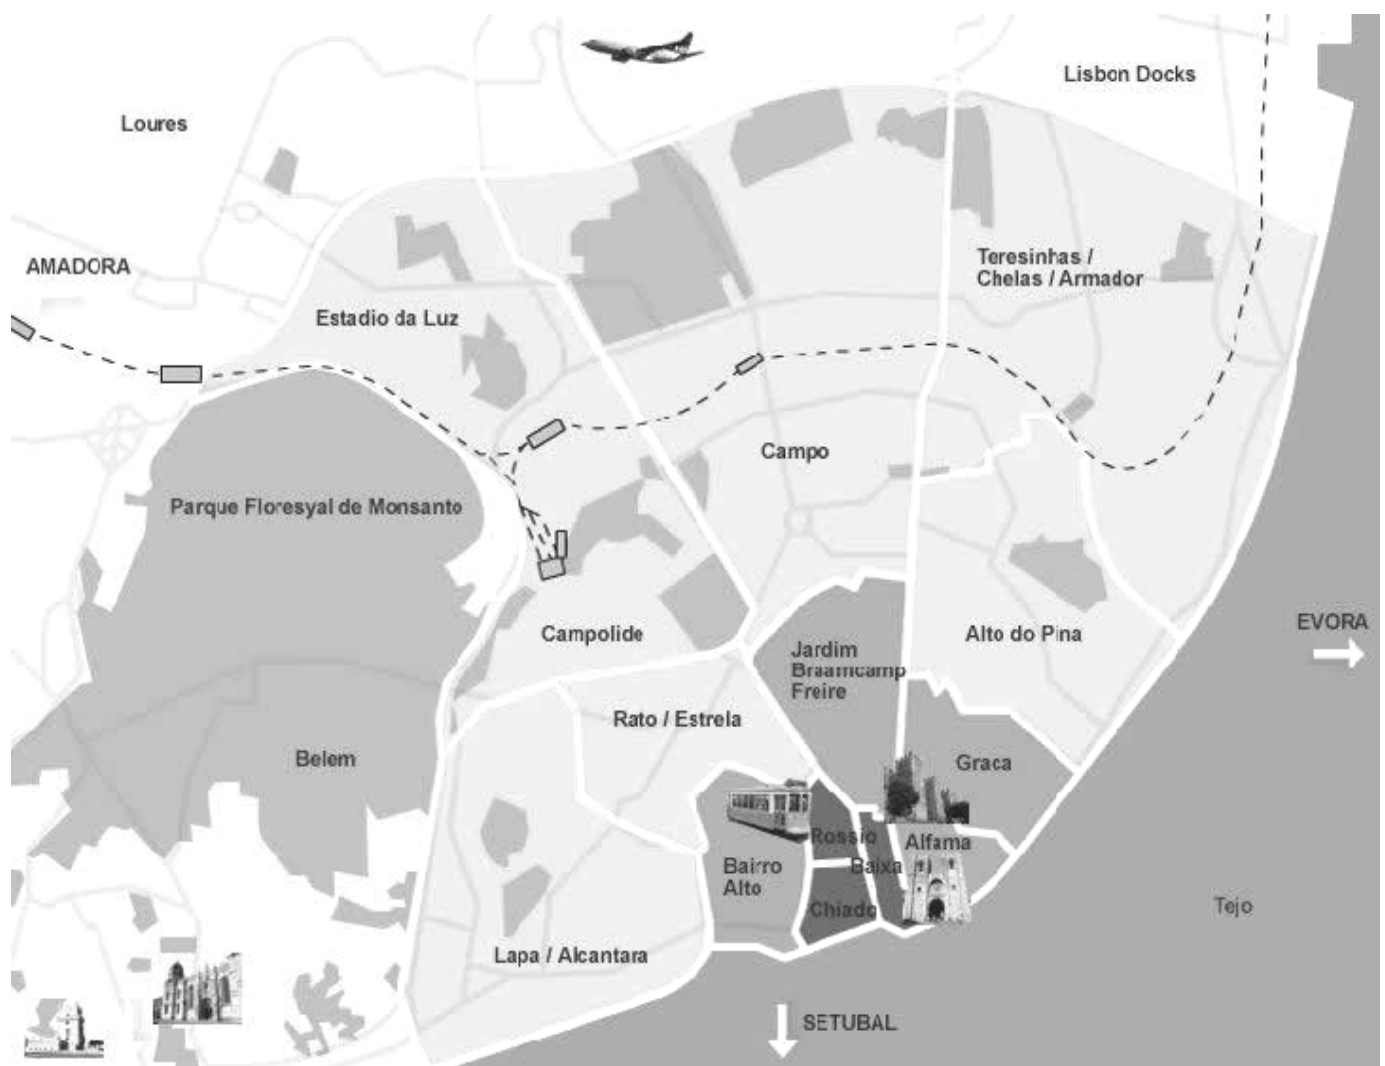 Lisbon Docks
Loures
AMADORA
Teresinhas /
Chelas / Armador
Estadio da Luz
Campo
Parque Floresyal de Monsanto
EVORA
Campolide
Alto do Pina
Jardim
Braamcamp
Freire
Rato / Estrela
Belem
Graca
Rossio
Alfama
Bairro
Alto
Baixa
Chiado
Tejo
Lapa / Alcantara
SETUBAL